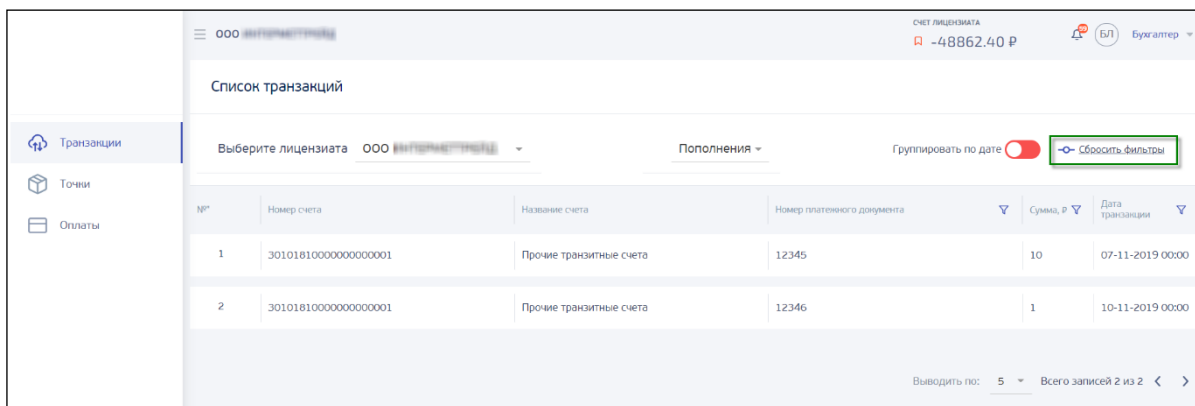 ООО
СЧЕТ ЛИЦЕНЗИАТА
-48862.40 ₽
БЛ
Бухгалтер
Список транзакций
Транзакции
Точки
Оплаты
Выберите лицензиата ООО
Пополнения
Группировать по дате
Сбросить фильтры
№* Номер счета Название счета Номер платежного документа Сумма, ₽ Дата транзакции
1 30101810000000000001 Прочие транзитные счета 12345 10 07-11-2019 00:00
2 30101810000000000001 Прочие транзитные счета 12346 1 10-11-2019 00:00
Выводить по: 5 Всего записей 2 из 2